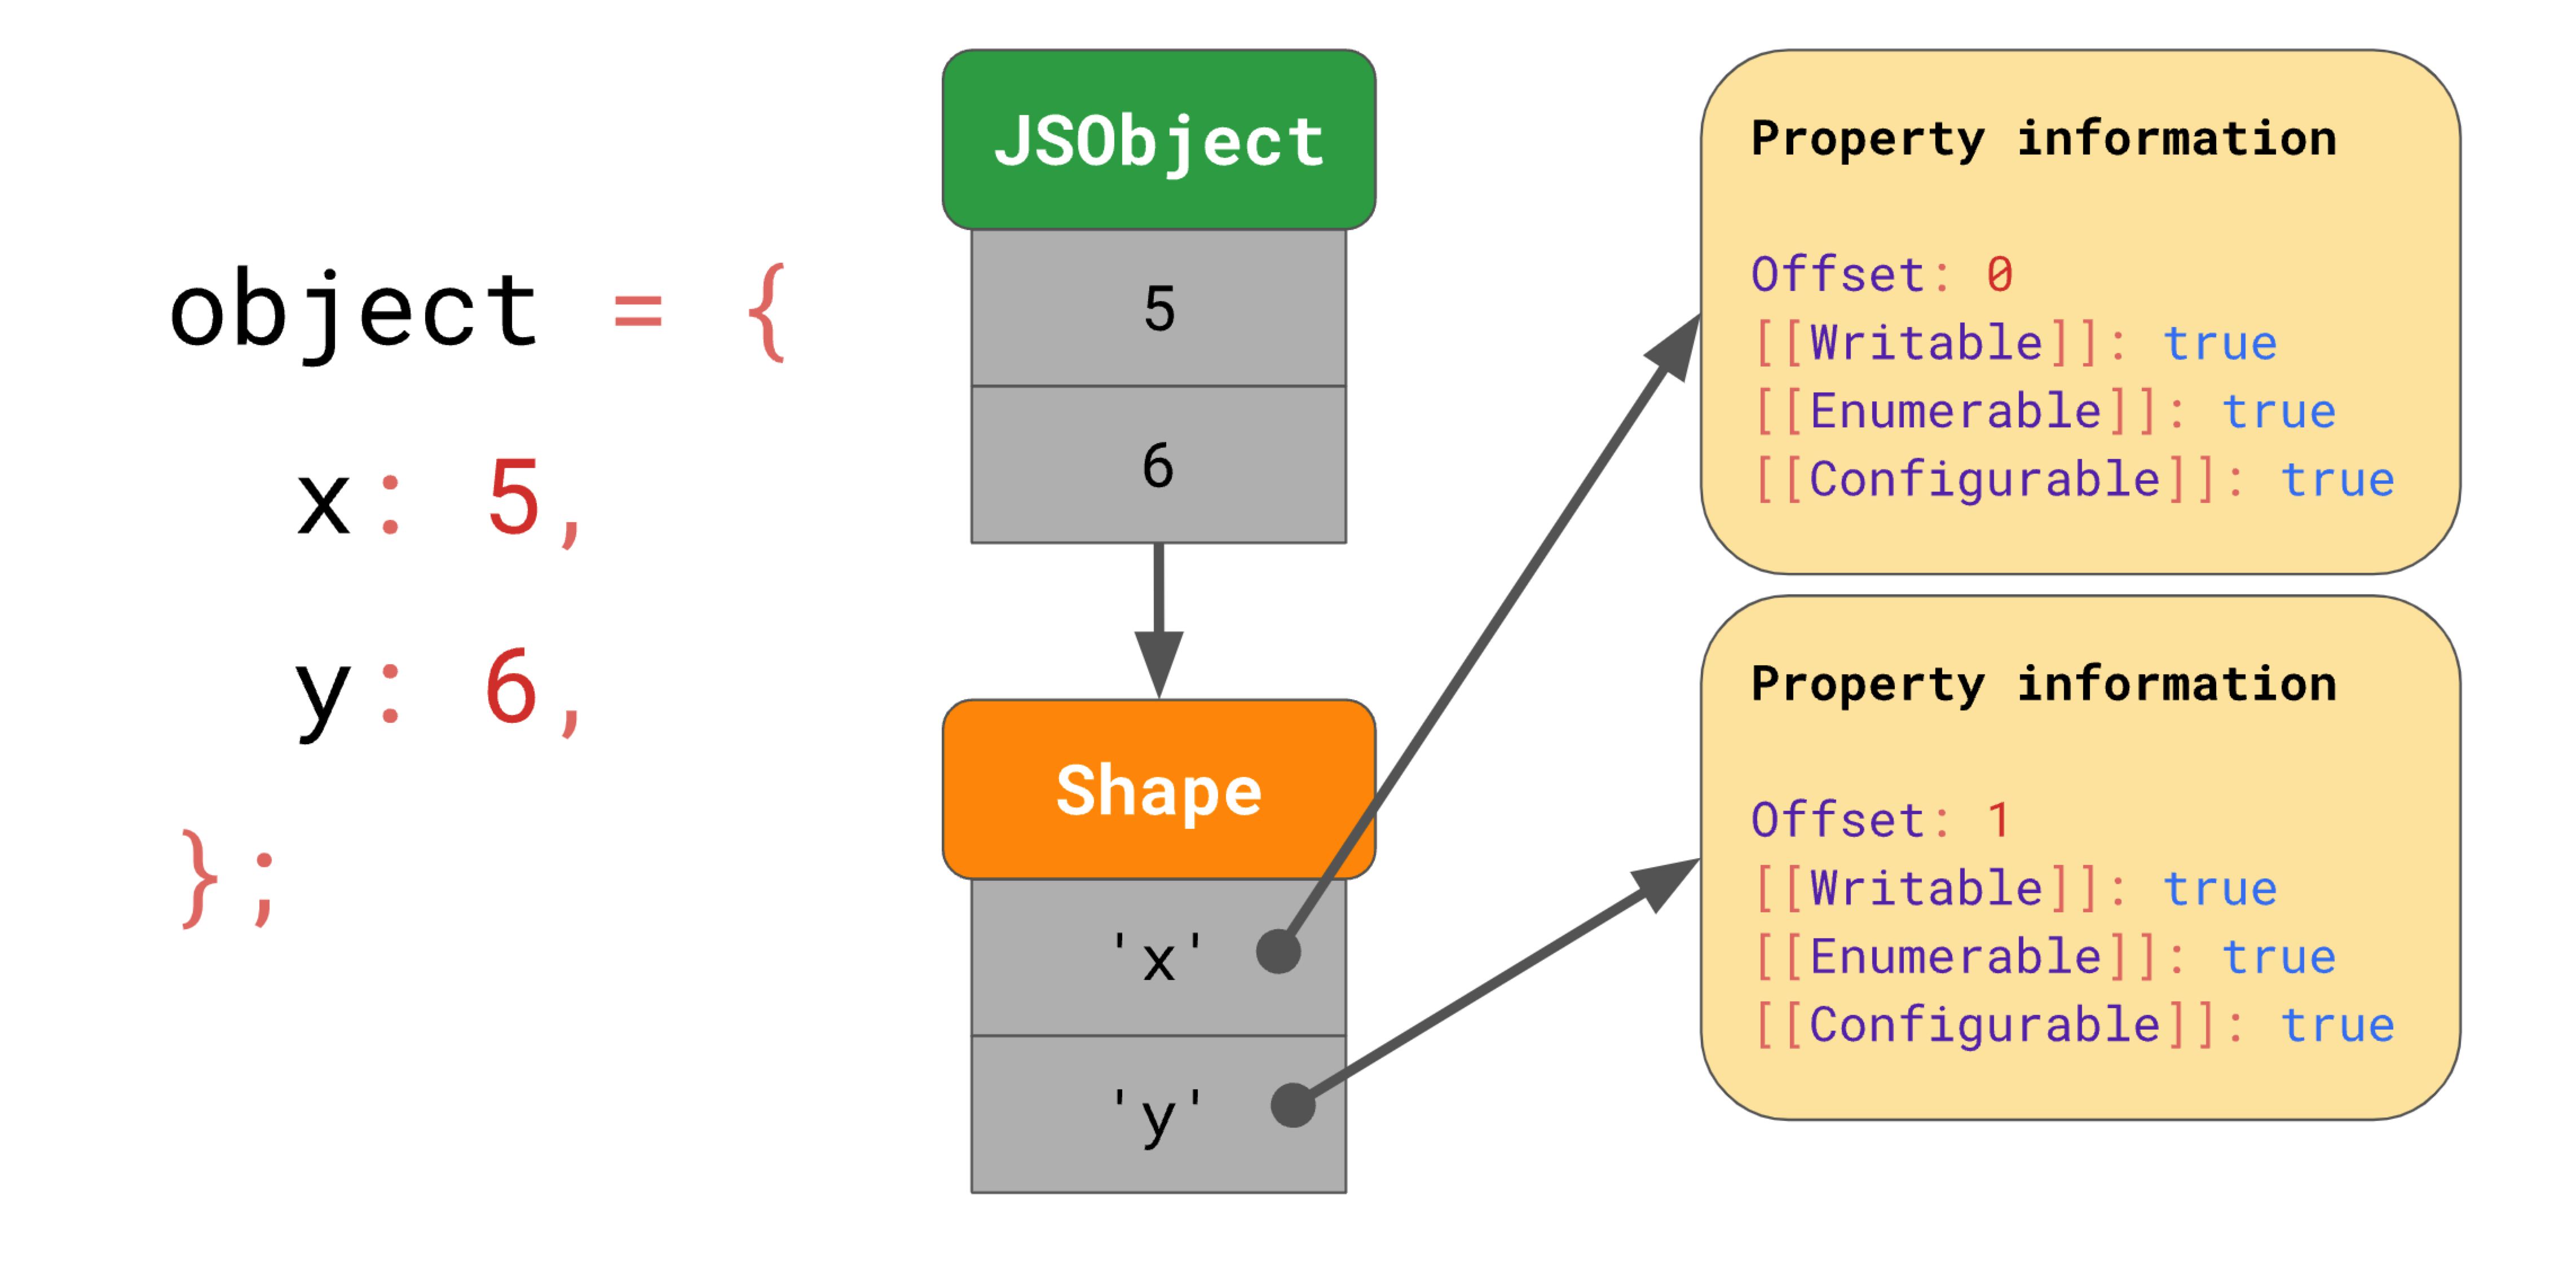 object = {
x: 5,
y: 6,
};
JSObject
5
6
Shape
'x'
'y'
Property information
Offset: 0
[[Writable]]: true
[[Enumerable]]: true
[[Configurable]]: true
Property information
Offset: 1
[[Writable]]: true
[[Enumerable]]: true
[[Configurable]]: true